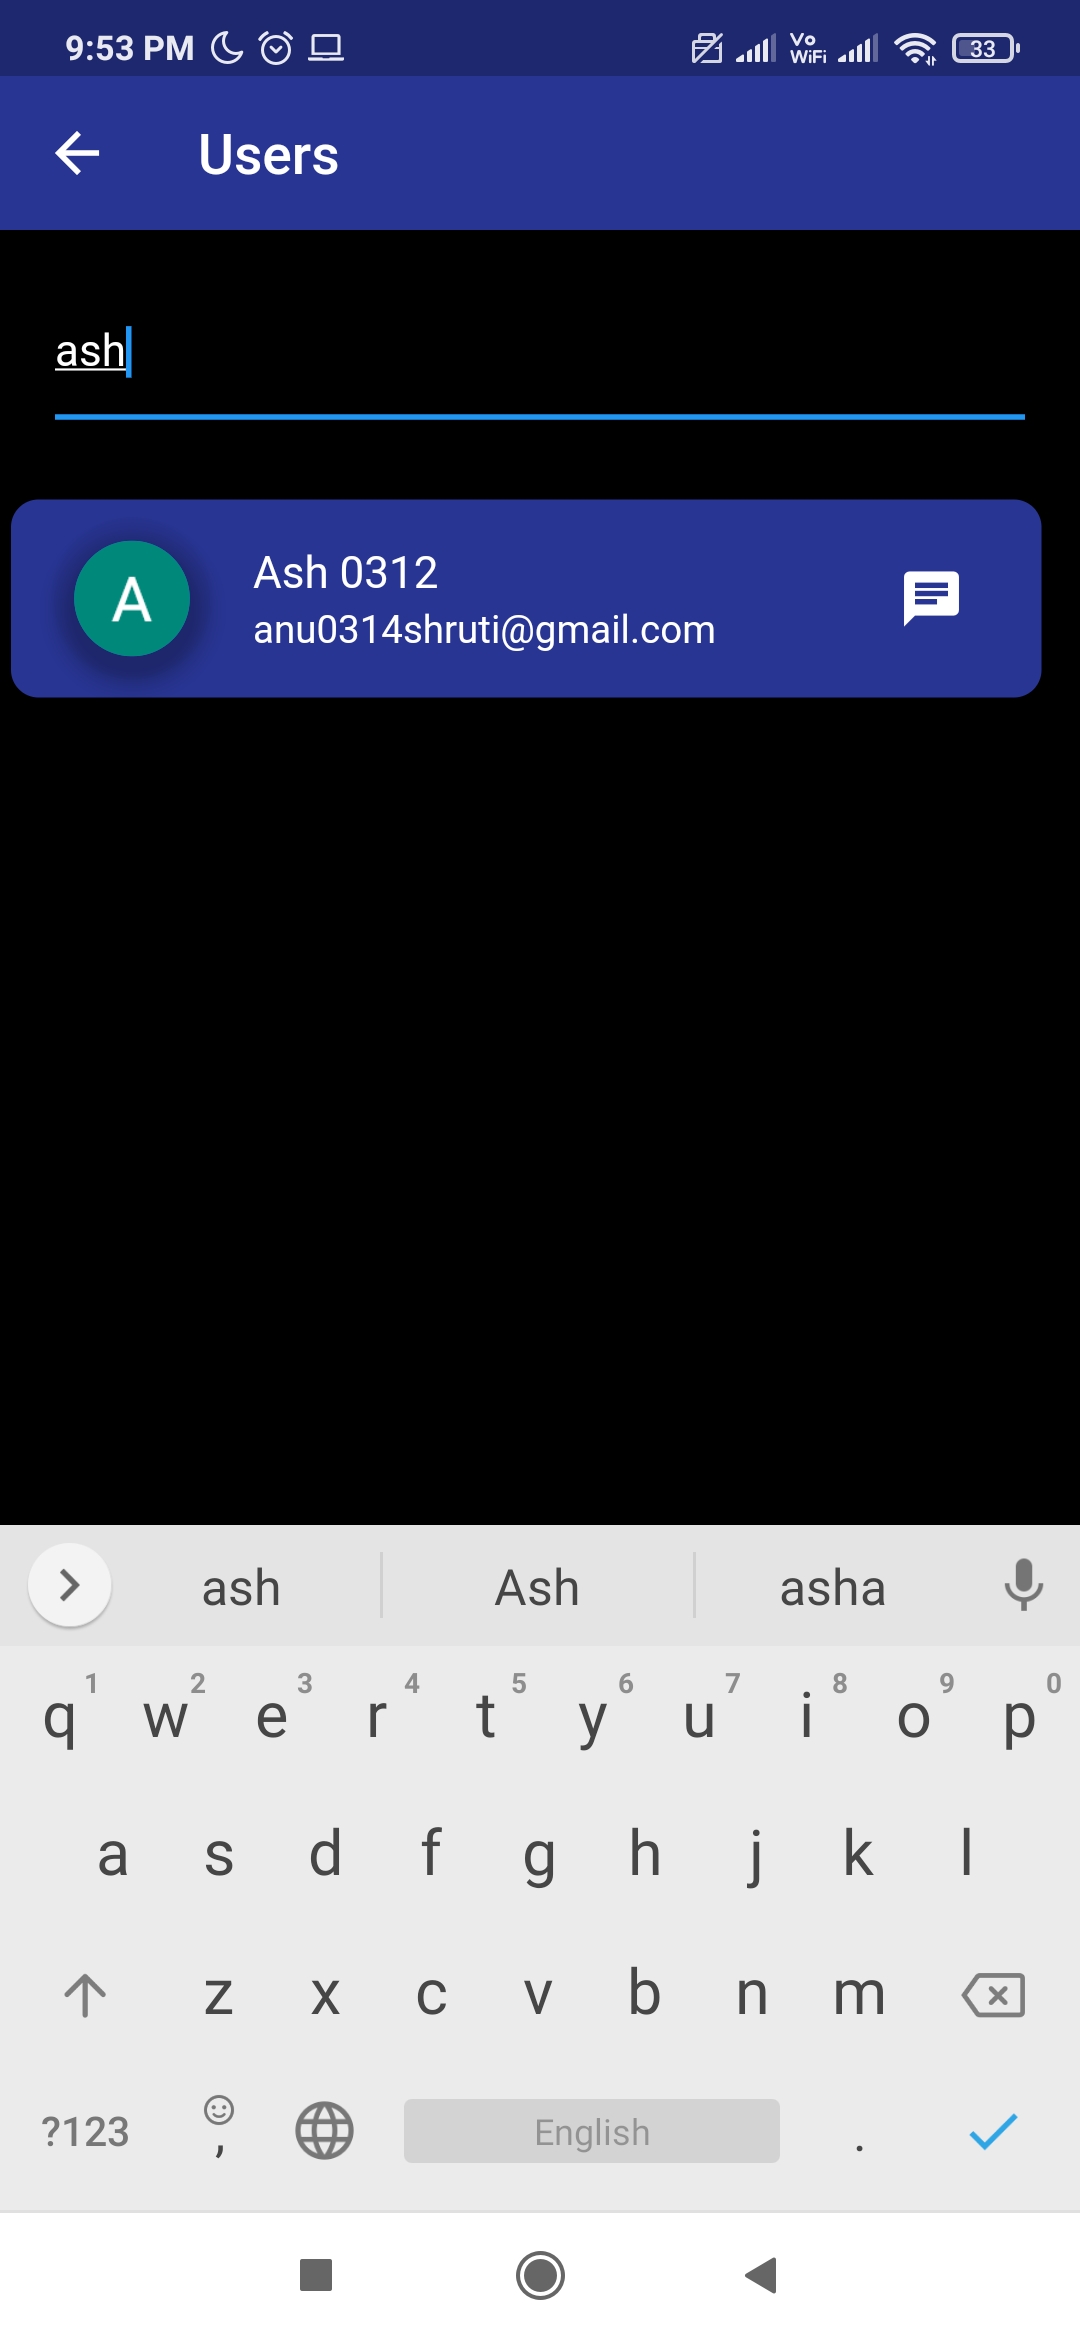 9:53 PM Vo WiFi 33
Users
ash
A
Ash 0312
anu0314shruti@gmail.com
ash Ash asha
1 2 3 4 5 6 7 8 9 0
q w e r t y u i o p
a s d f g h j k l
z x c v b n m
?123 , English .